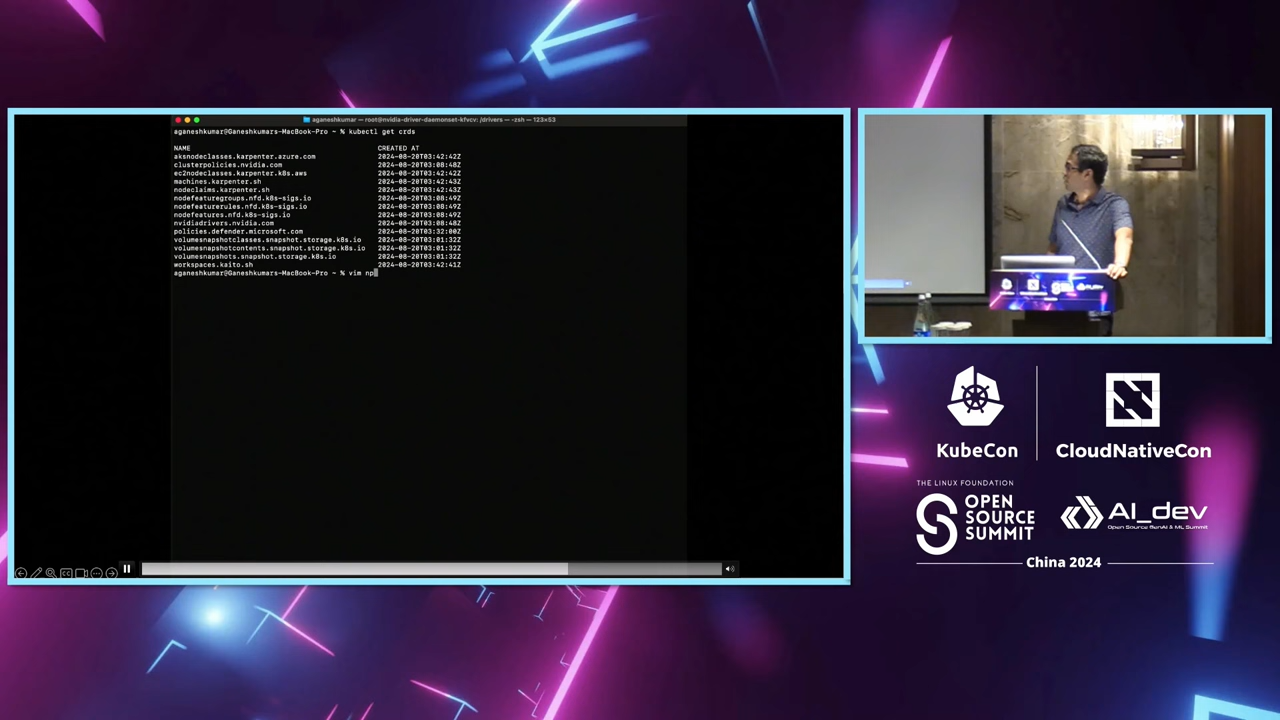 aganeshkumar — root@nvidia-driver-daemonset-kfvcv: /drivers — -zsh — 123×53
aganeshkumar@Ganeshkumars-MacBook-Pro ~ % kubectl get crds
NAME CREATED AT
aksnodeclasses.karpenter.azure.com 2024-08-20T03:42:42Z
clusterpolicies.nvidia.com 2024-08-20T03:08:48Z
ec2nodeclasses.karpenter.k8s.aws 2024-08-20T03:42:42Z
machines.karpenter.sh 2024-08-20T03:42:43Z
nodeclaims.karpenter.sh 2024-08-20T03:42:43Z
nodefeaturegroups.nfd.k8s-sigs.io 2024-08-20T03:08:49Z
nodefeaturerules.nfd.k8s-sigs.io 2024-08-20T03:08:49Z
nodefeatures.nfd.k8s-sigs.io 2024-08-20T03:08:49Z
nvidiadrivers.nvidia.com 2024-08-20T03:08:48Z
policies.defender.microsoft.com 2024-08-20T03:32:00Z
volumesnapshotclasses.snapshot.storage.k8s.io 2024-08-20T03:01:32Z
volumesnapshotcontents.snapshot.storage.k8s.io 2024-08-20T03:01:32Z
volumesnapshots.snapshot.storage.k8s.io 2024-08-20T03:01:32Z
workspaces.kaito.sh 2024-08-20T03:42:41Z
aganeshkumar@Ganeshkumars-MacBook-Pro ~ % vim np
KubeCon
CloudNativeCon
THE LINUX FOUNDATION
OPEN
SOURCE
SUMMIT
AI_dev
Open Source GenAI & ML Summit
China 2024